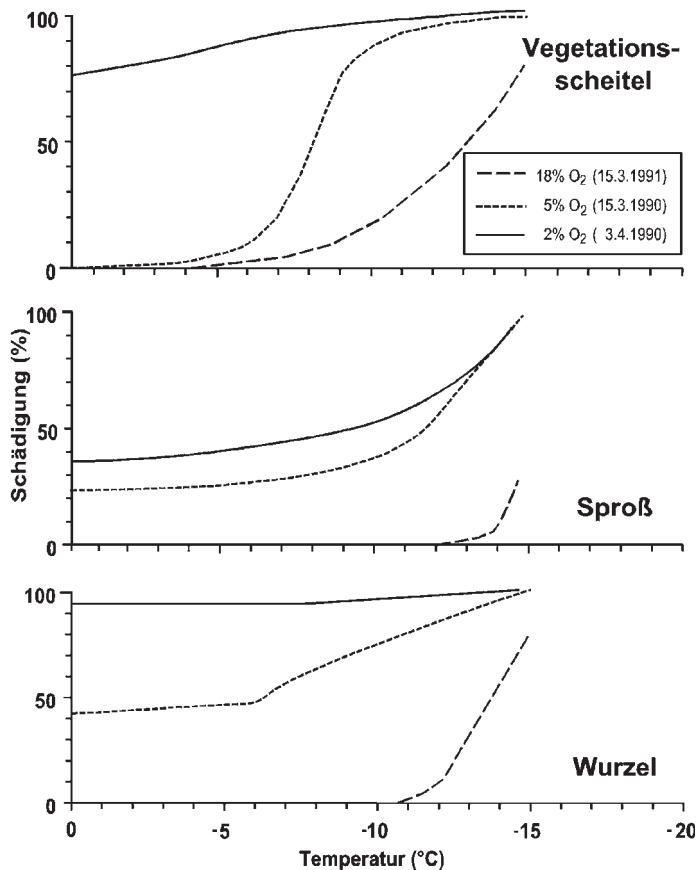 100
50
0
Vegetations-
scheitel
18% O₂ (15.3.1991)
5% O₂ (15.3.1990)
2% O₂ ( 3.4.1990)
Schädigung (%)
100
50
0
Sproß
100
50
0
Wurzel
0 -5 -10 -15 -20
Temperatur (°C)